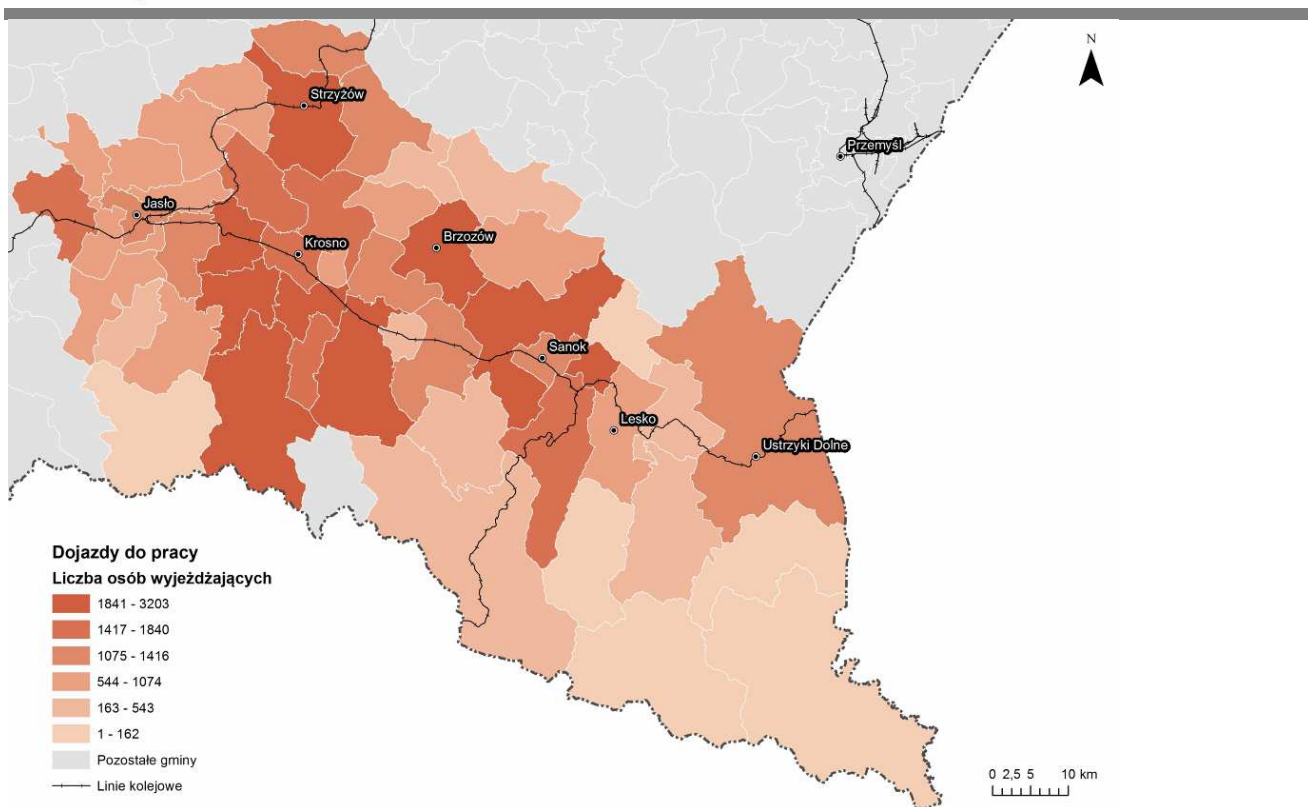 N
Strzyżów
Przemyśl
Jasło
Krosno
Brzozów
Sanok
Lesko
Ustrzyki Dolne
Dojazdy do pracy
Liczba osób wyjeżdżających
1841 - 3203
1417 - 1840
1075 - 1416
544 - 1074
163 - 543
1 - 162
Pozostałe gminy
Linie kolejowe
0 2,5 5 10 km